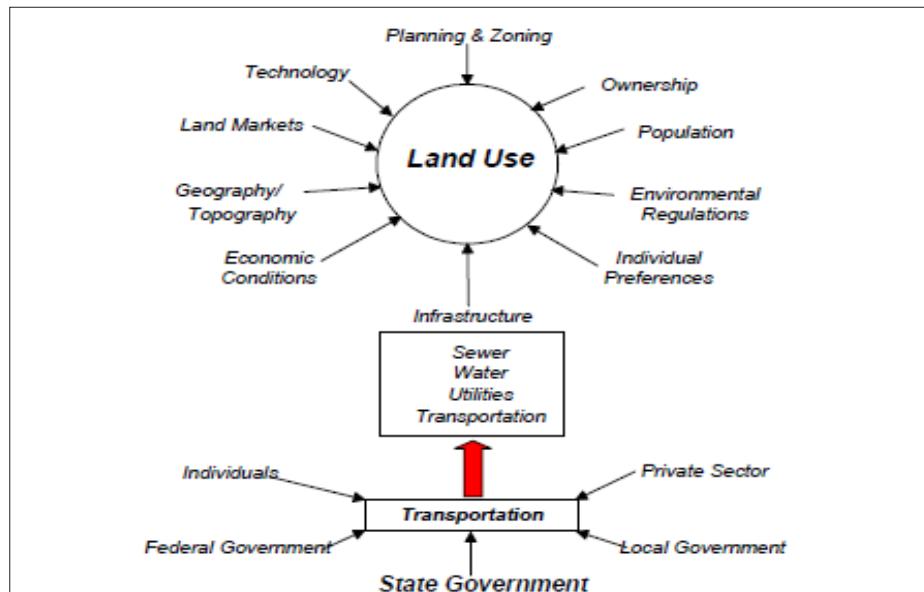 Planning & Zoning
Technology
Ownership
Land Markets
Population
Land Use
Geography/
Topography
Environmental
Regulations
Economic
Conditions
Individual
Preferences
Infrastructure
Sewer
Water
Utilities
Transportation
Individuals
Private Sector
Transportation
Federal Government
Local Government
State Government